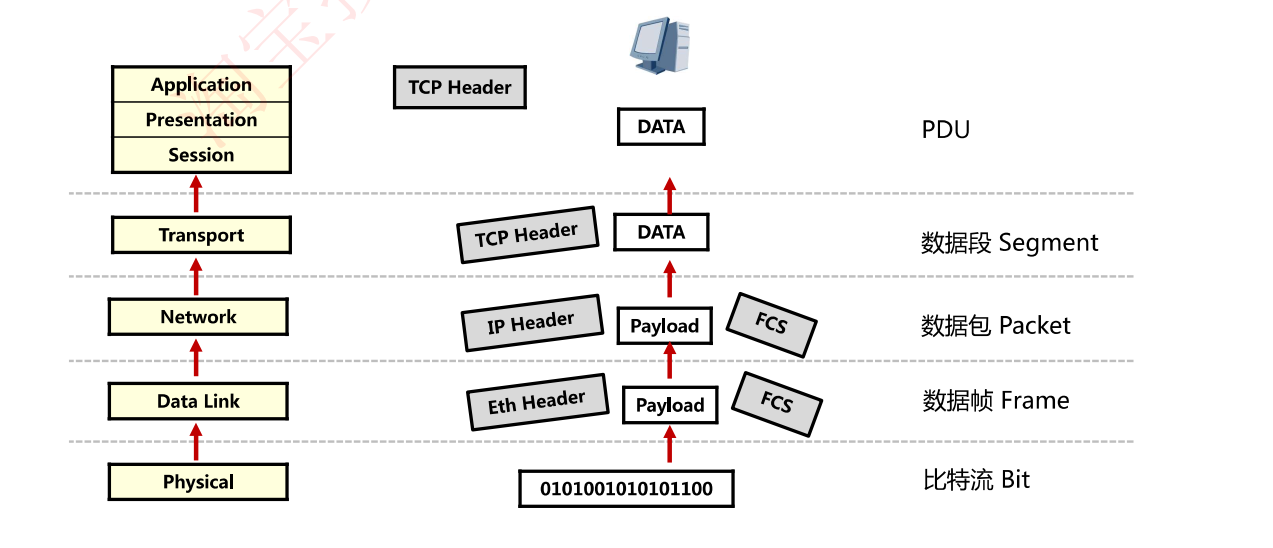 Application
TCP Header
Presentation
DATA
PDU
Session
Transport
TCP Header
DATA
数据段 Segment
Network
IP Header
Payload
FCS
数据包 Packet
Data Link
Eth Header
Payload
FCS
数据帧 Frame
Physical
0101001010101100
比特流 Bit
淘宝